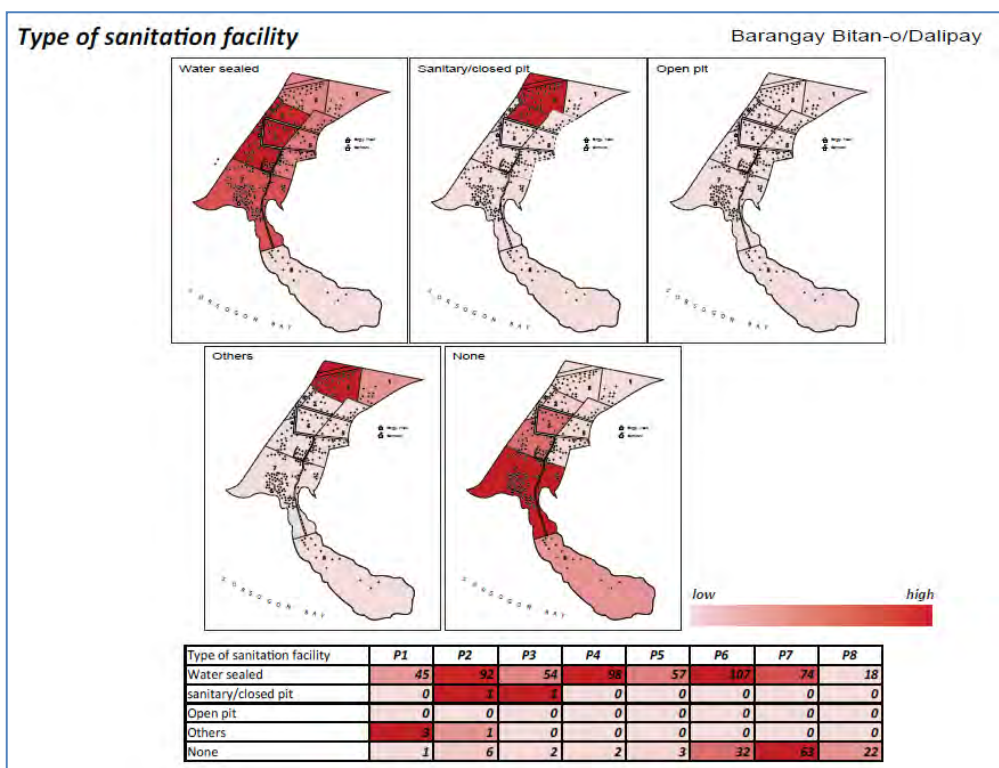 Type of sanitation facility
Barangay Bitan-o/Dalipay
Water sealed
Sanitary/closed pit
Open pit
SORSOGON BAY
Others
None
SORSOGON BAY
SORSOGON BAY
low high
Type of sanitation facility P1 P2 P3 P4 P5 P6 P7 P8
Water sealed 45 92 54 98 57 107 74 18
sanitary/closed pit 0 1 1 0 0 0 0 0
Open pit 0 0 0 0 0 0 0 0
Others 3 1 0 0 0 0 0 0
None 1 6 2 2 3 32 63 22